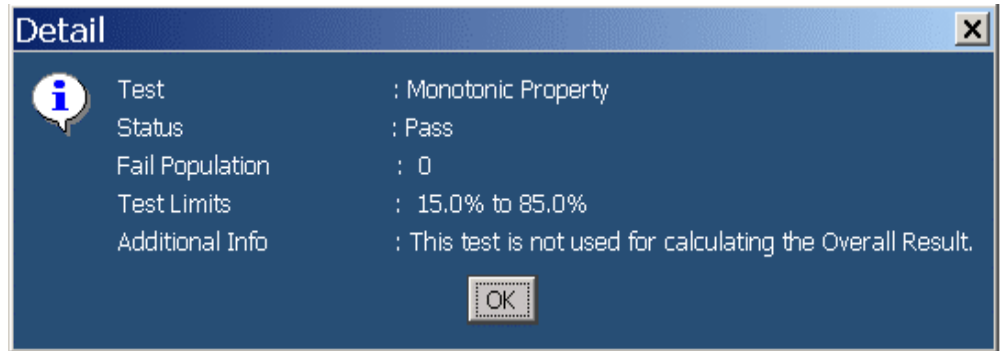 Detail
Test : Monotonic Property
Status : Pass
Fail Population : 0
Test Limits : 15.0% to 85.0%
Additional Info : This test is not used for calculating the Overall Result.
OK